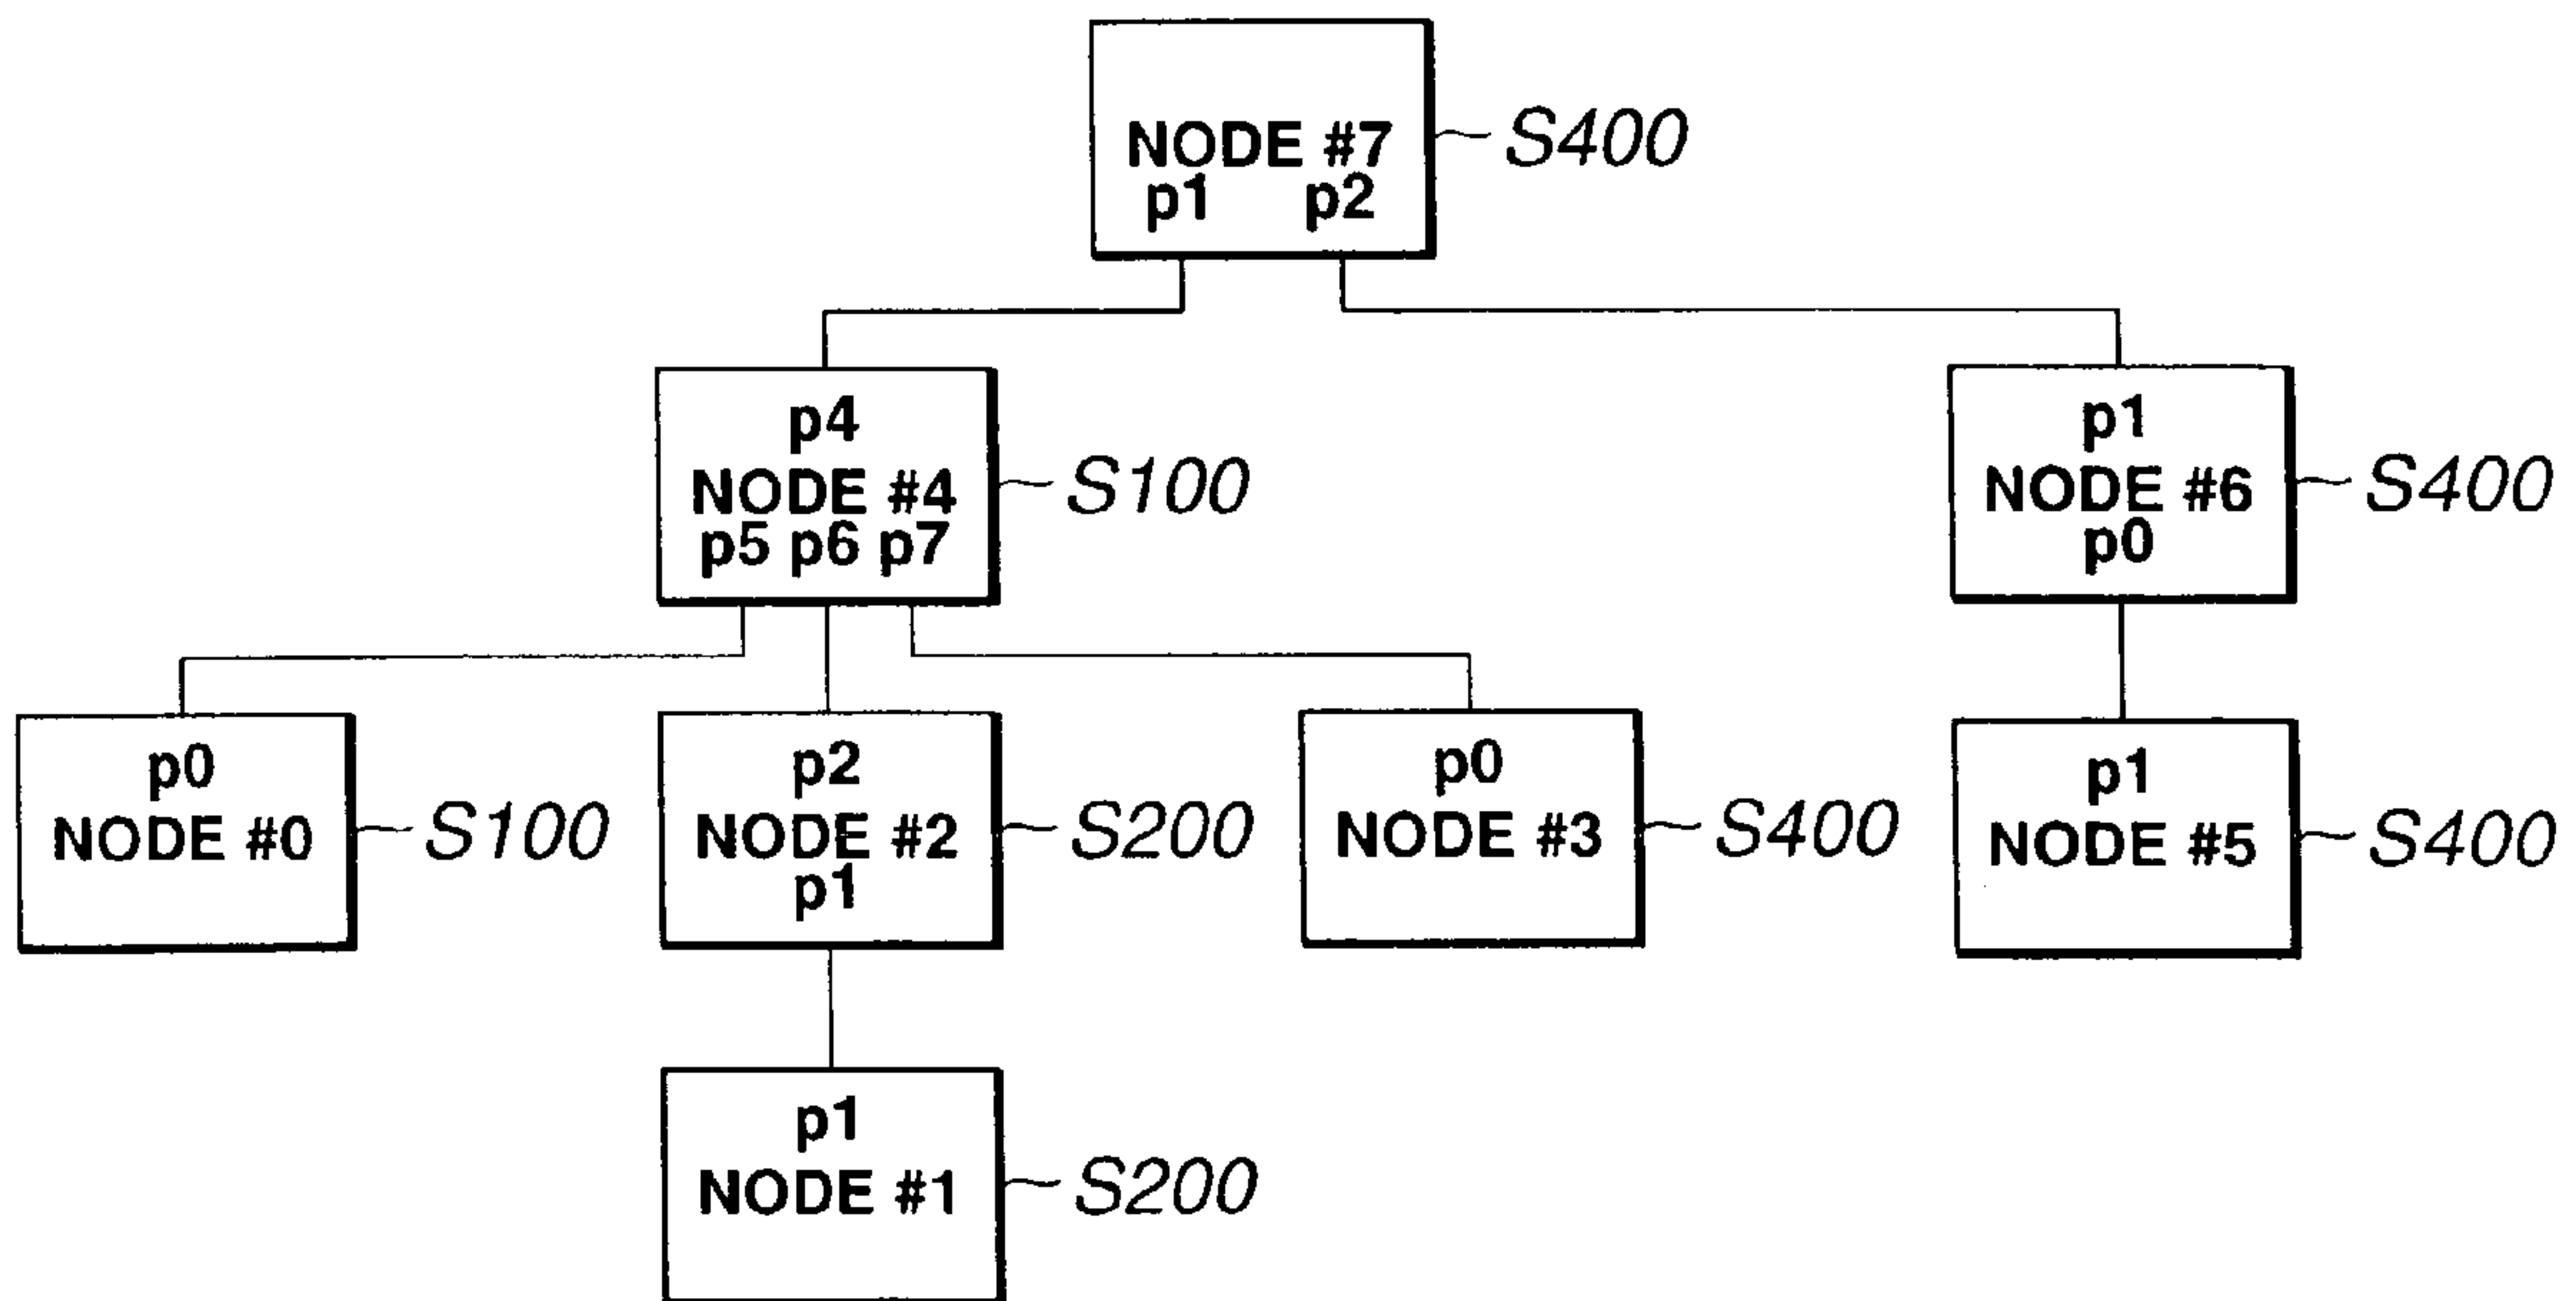 NODE #7
p1 p2
S400
p4
NODE #4
p5 p6 p7
S100
p1
NODE #6
p0
S400
p0
NODE #0
S100
p2
NODE #2
p1
S200
p0
NODE #3
S400
p1
NODE #5
S400
p1
NODE #1
S200